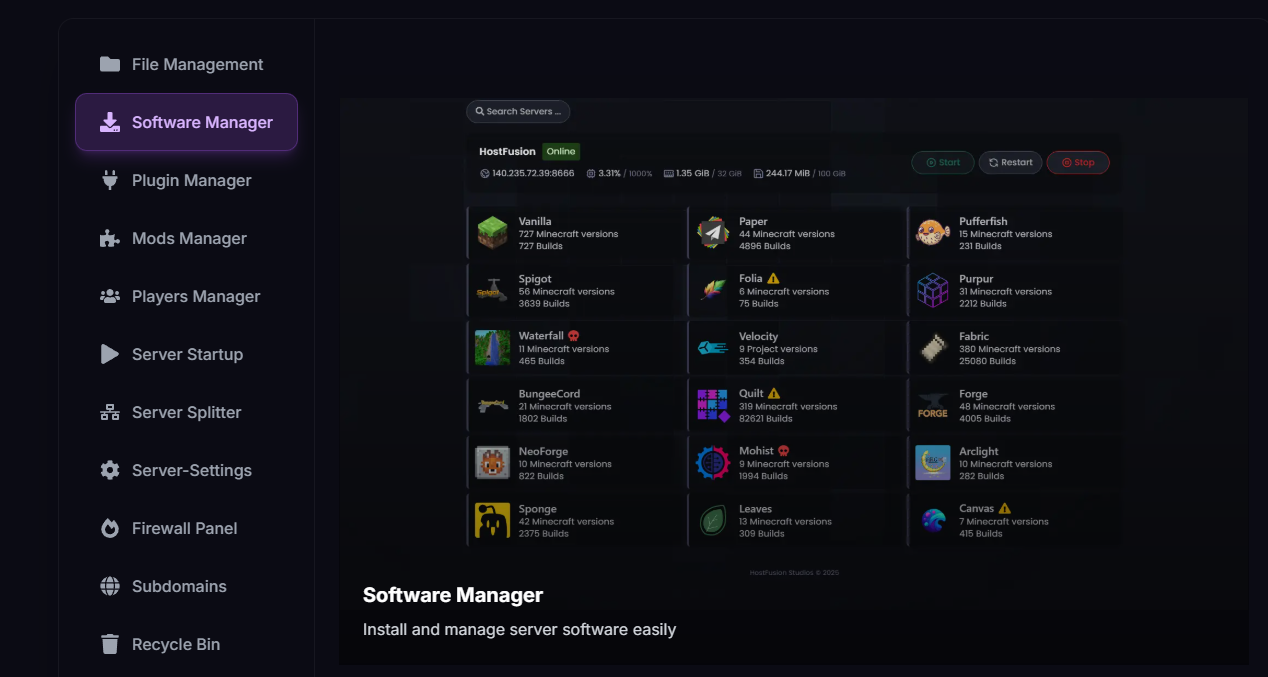 File Management
Software Manager
Plugin Manager
Mods Manager
Players Manager
Server Startup
Server Splitter
Server-Settings
Firewall Panel
Subdomains
Recycle Bin
Search Servers ...
HostFusion Online
140.235.72.39:8666 3.31% / 1000% 1.35 GiB / 32 GiB 244.17 MiB / 100 GiB
Start Restart Stop
Vanilla
727 Minecraft versions
727 Builds
Paper
44 Minecraft versions
4896 Builds
Pufferfish
15 Minecraft versions
231 Builds
Spigot
Spigot
56 Minecraft versions
3639 Builds
Folia
6 Minecraft versions
75 Builds
Purpur
31 Minecraft versions
2212 Builds
Waterfall
11 Minecraft versions
465 Builds
Velocity
9 Project versions
354 Builds
Fabric
380 Minecraft versions
25080 Builds
BungeeCord
21 Minecraft versions
1802 Builds
Quilt
319 Minecraft versions
82621 Builds
FORGE
Forge
48 Minecraft versions
4005 Builds
NeoForge
10 Minecraft versions
822 Builds
Mohist
9 Minecraft versions
1994 Builds
Arclight
10 Minecraft versions
282 Builds
Sponge
42 Minecraft versions
2375 Builds
Leaves
13 Minecraft versions
309 Builds
Canvas
7 Minecraft versions
415 Builds
HostFusion Studios © 2025
Software Manager
Install and manage server software easily